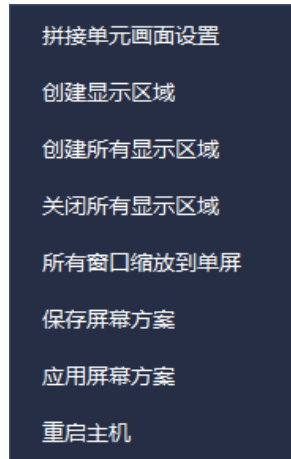 拼接单元画面设置
创建显示区域
创建所有显示区域
关闭所有显示区域
所有窗口缩放到单屏
保存屏幕方案
应用屏幕方案
重启主机